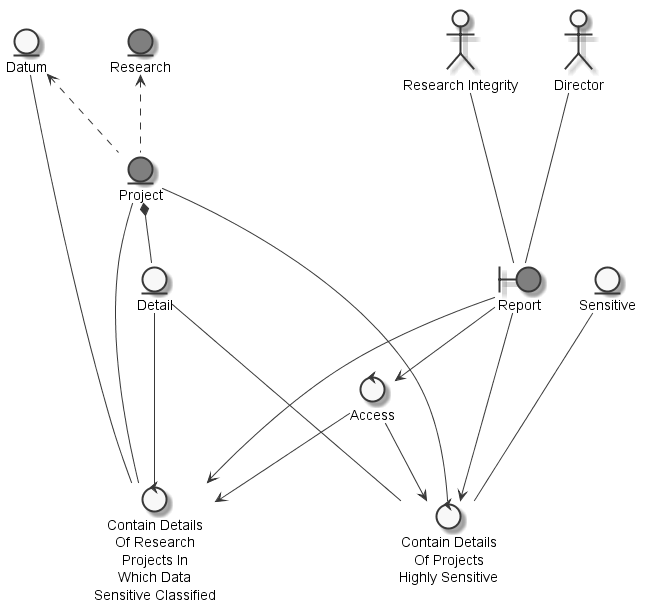 Datum
Research
Research Integrity
Director
Project
Detail
Report
Sensitive
Access
Contain Details
Of Research
Projects In
Which Data
Sensitive Classified
Contain Details
Of Projects
Highly Sensitive